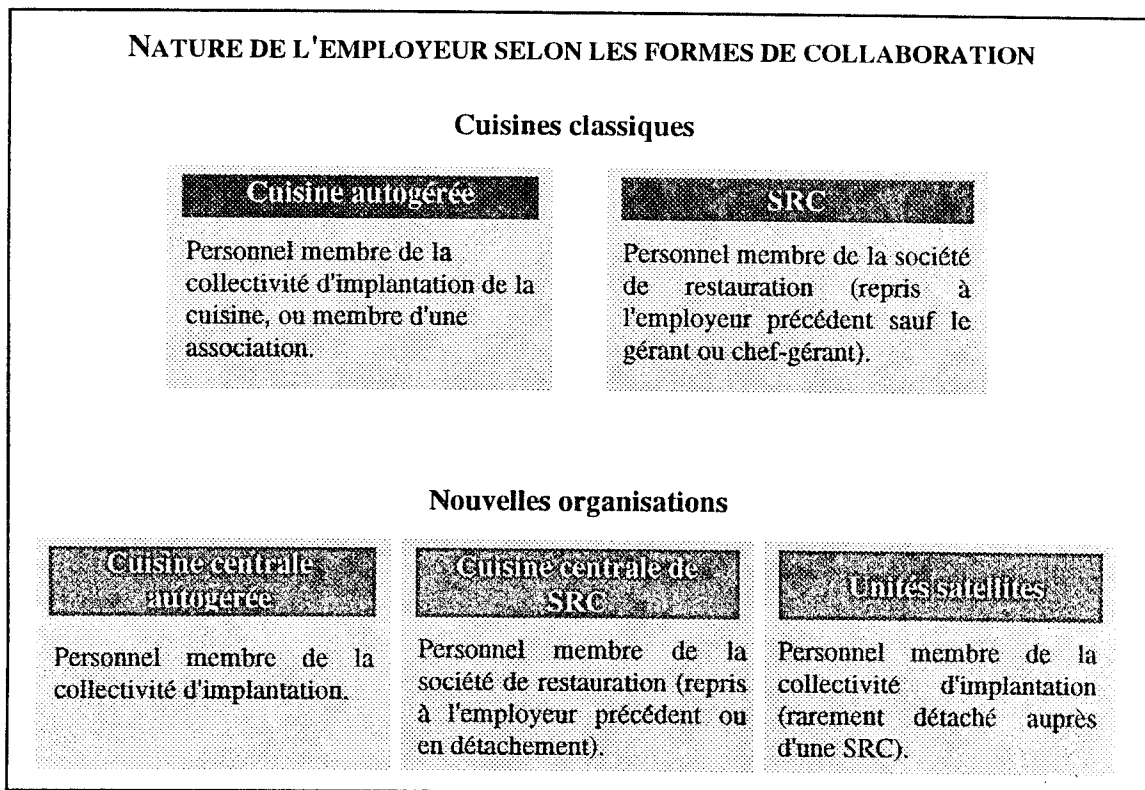 NATURE DE L'EMPLOYEUR SELON LES FORMES DE COLLABORATION
Cuisines classiques
Cuisine autogérée
Personnel membre de la
collectivité d'implantation de la
cuisine, ou membre d'une
association.
SRC
Personnel membre de la société
de restauration (repris à
l'employeur précédent sauf le
gérant ou chef-gérant).
Nouvelles organisations
Cuisine centrale
autogérée
Personnel membre de la
collectivité d'implantation.
Cuisine centrale de
SRC
Personnel membre de la
société de restauration (repris
à l'employeur précédent ou
en détachement).
Unités satellites
Personnel membre de la
collectivité d'implantation
(rarement détaché auprès
d'une SRC).